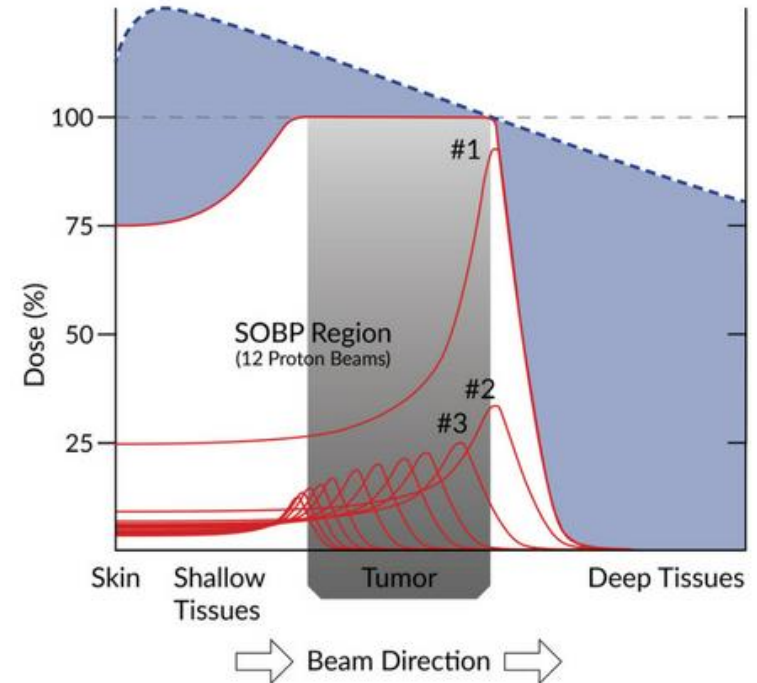 100
#1
75
Dose (%)
50
SOBP Region
(12 Proton Beams)
#2
#3
25
Skin
Shallow
Tissues
Tumor
Deep Tissues
Beam Direction